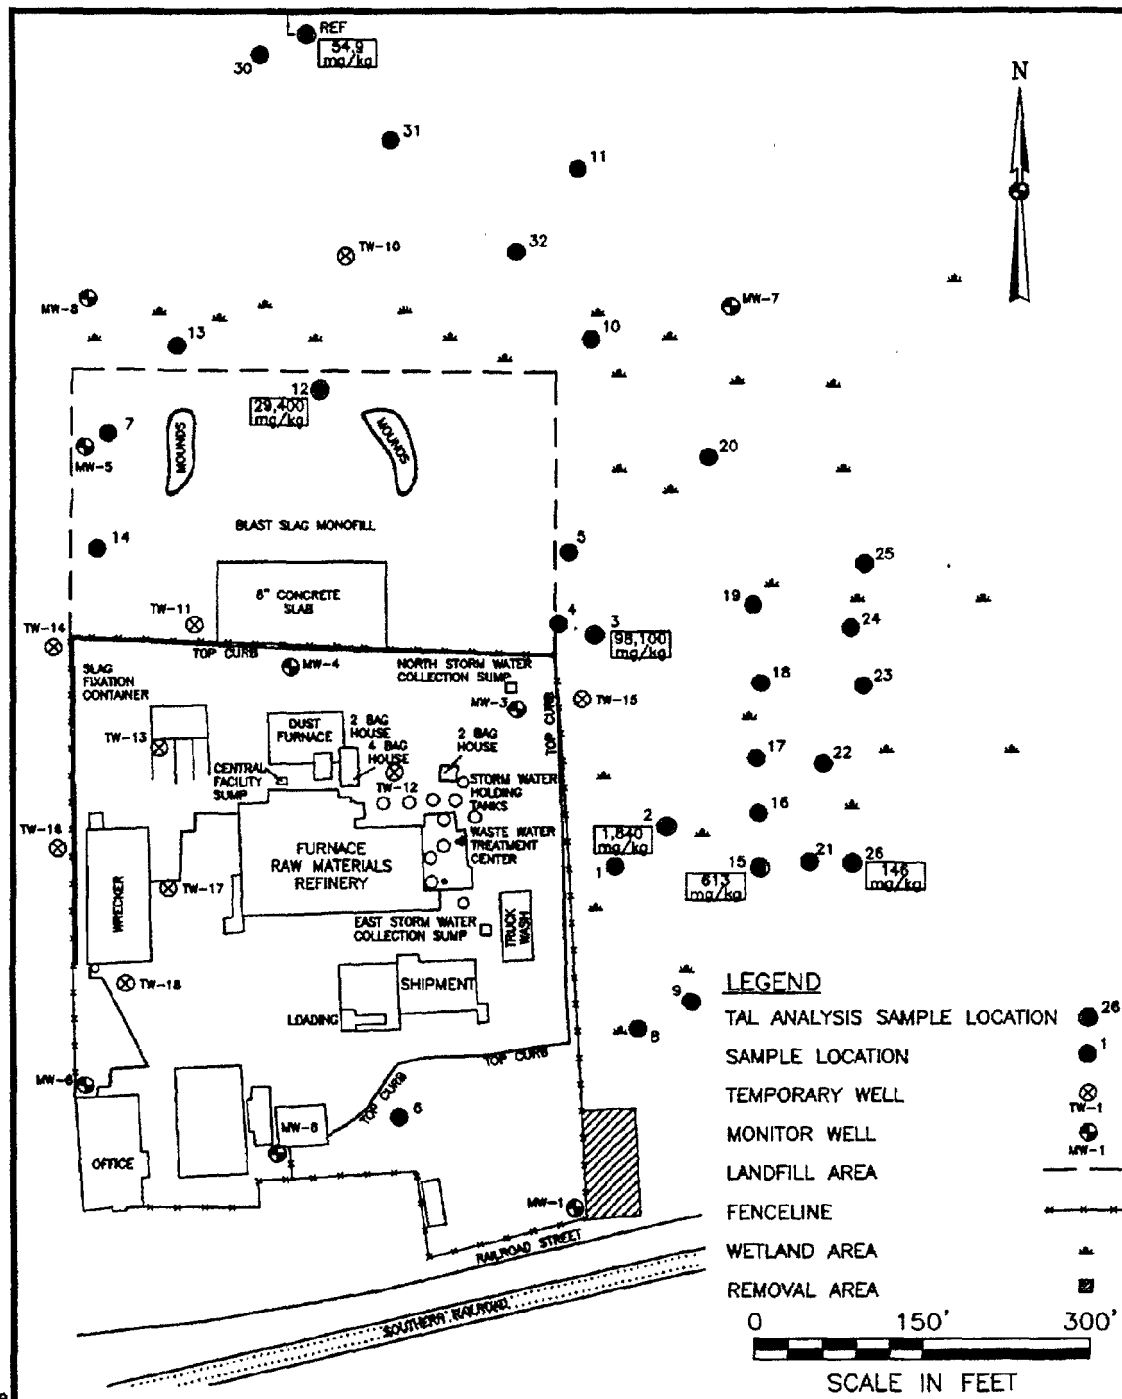 REF
54.9
mg/kg
30
31
11
N
TW-10
32
MW-8
MW-7
13
10
12
29,400
mg/kg
7
MOUNDS
MOUNDS
MW-5
20
BLAST SLAG MONOFILL
14
5
25
6" CONCRETE
SLAB
19
TW-11
4
3
24
TW-14
98,100
mg/kg
TOP CURB
SLAG
FIXATION
CONTAINER
MW-4
NORTH STORM WATER
COLLECTION SUMP
18
23
MW-3
TW-15
TOP CURB
DUST
FURNACE
2 BAG
HOUSE
4 BAG
HOUSE
2 BAG
HOUSE
TW-13
17
22
CENTRAL
FACILITY
SUMP
TW-12
STORM WATER
HOLDING
TANKS
16
TW-16
2
1,840
mg/kg
WASTE WATER
TREATMENT
CENTER
FURNACE
RAW MATERIALS
REFINERY
1
15
21
26
613
mg/kg
146
mg/kg
TW-17
WRECKER
EAST STORM WATER
COLLECTION SUMP
TRUCK
WASH
TW-18
SHIPMENT
LOADING
9
8
TOP CURB
TOP CURB
MW-6
6
MW-6
OFFICE
MW-1
RAILROAD STREET
SOUTHERN RAILROAD
LEGEND
TAL ANALYSIS SAMPLE LOCATION 26
SAMPLE LOCATION 1
TEMPORARY WELL TW-1
MONITOR WELL MW-1
LANDFILL AREA
FENCELINE
WETLAND AREA
REMOVAL AREA
0 150' 300'
SCALE IN FEET